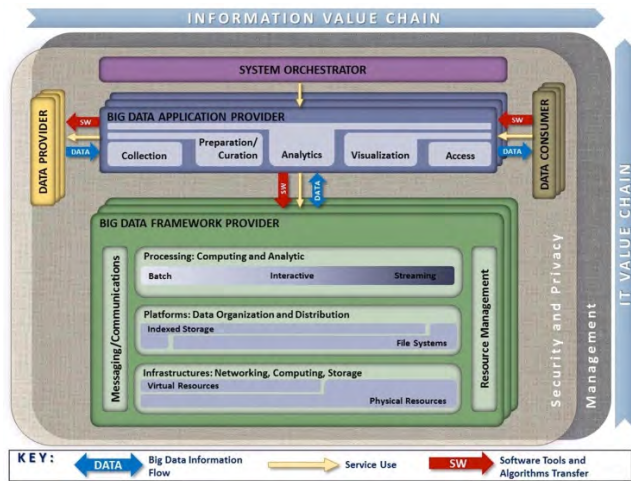 INFORMATION VALUE CHAIN
SYSTEM ORCHESTRATOR
BIG DATA APPLICATION PROVIDER
Collection
Preparation/
Curation
Analytics
Visualization
Access
DATA PROVIDER
SW
DATA
SW
DATA
DATA CONSUMER
SW
DATA
BIG DATA FRAMEWORK PROVIDER
Messaging/Communications
Processing: Computing and Analytic
Batch
Interactive
Streaming
Platforms: Data Organization and Distribution
Indexed Storage
File Systems
Infrastructures: Networking, Computing, Storage
Virtual Resources
Physical Resources
Resource Management
Security and Privacy
Management
IT VALUE CHAIN
KEY:
DATA
Big Data Information
Flow
Service Use
SW
Software Tools and
Algorithms Transfer